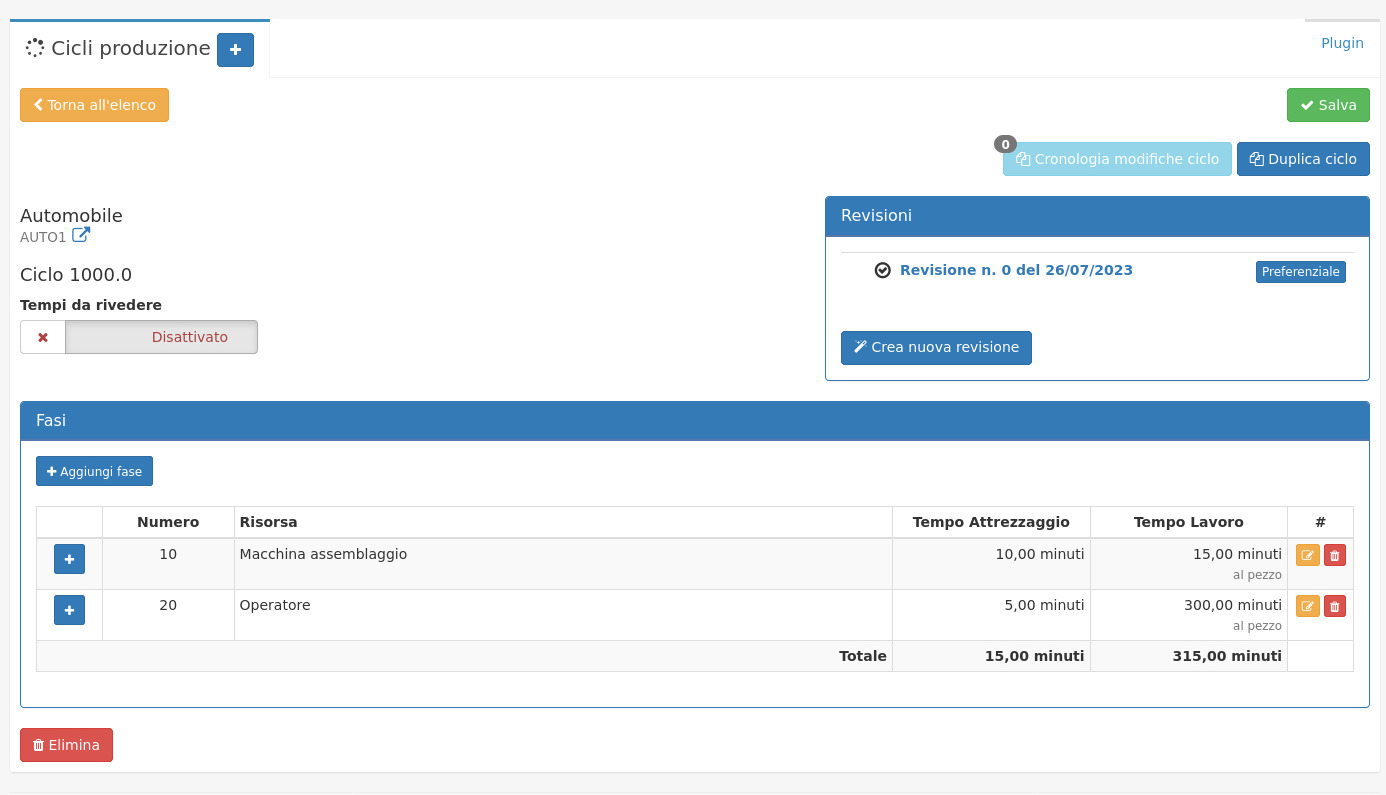 Cicli produzione
Plugin
Torna all'elenco
Salva
0
Cronologia modifiche ciclo
Duplica ciclo
Automobile
AUTO1
Ciclo 1000.0
Tempi da rivedere
Disattivato
Revisioni
Revisione n. 0 del 26/07/2023
Preferenziale
Crea nuova revisione
Fasi
Aggiungi fase
Numero Risorsa Tempo Attrezzaggio Tempo Lavoro #
10 Macchina assemblaggio 10,00 minuti 15,00 minuti
al pezzo
20 Operatore 5,00 minuti 300,00 minuti
al pezzo
Totale 15,00 minuti 315,00 minuti
Elimina